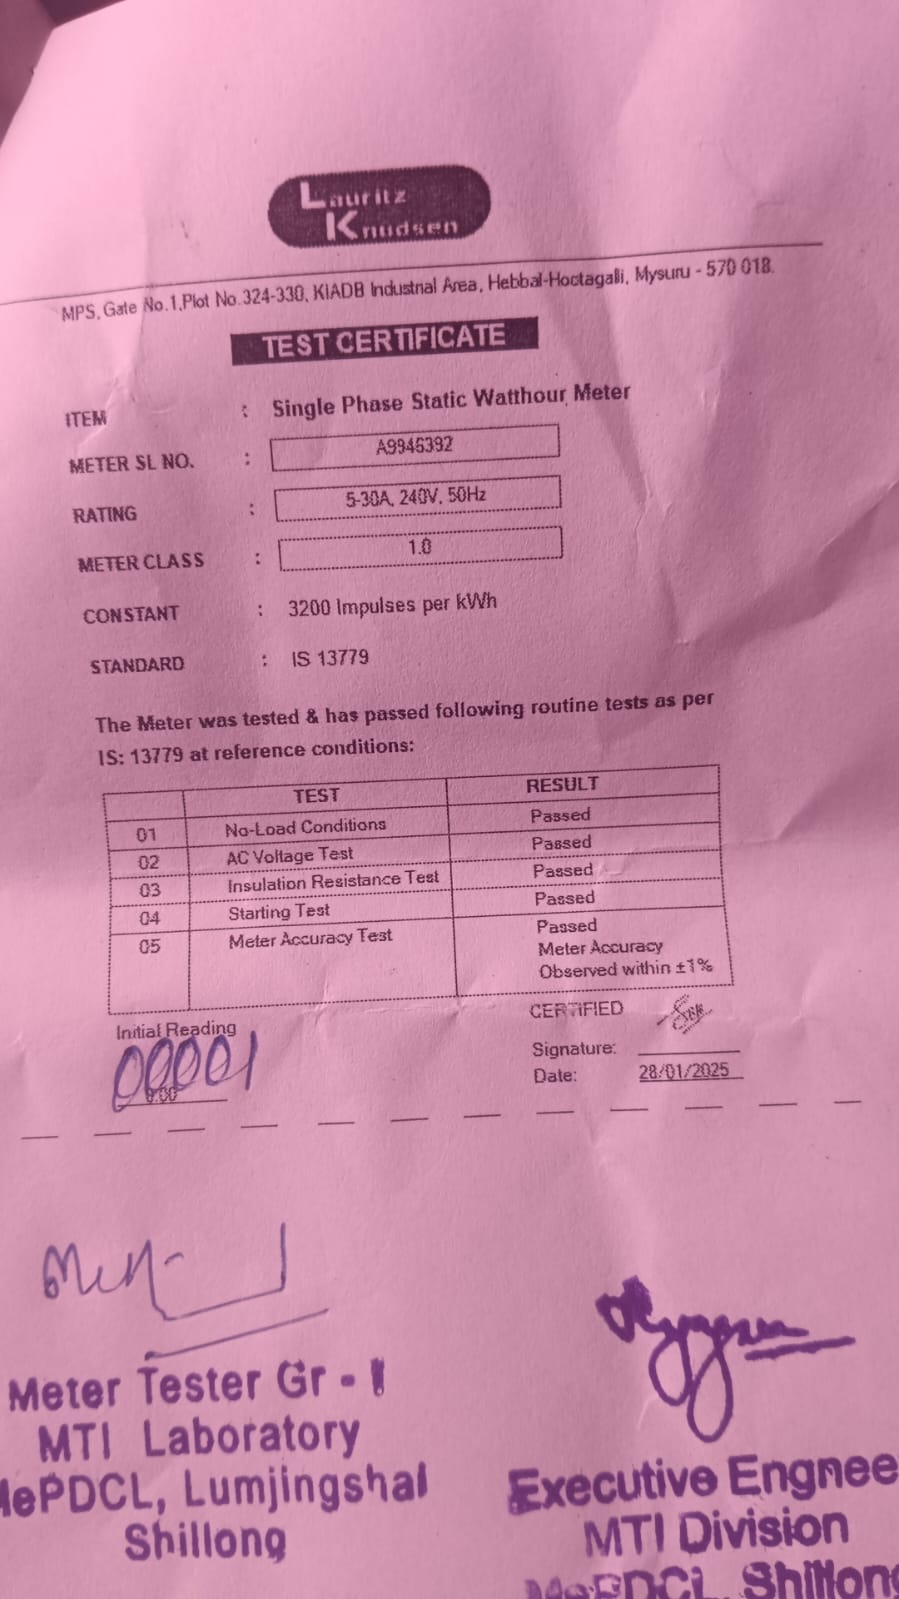 Lauritz
Knudsen
MPS, Gate No.1,Plot No.324-330, KIADB Industrial Area, Hebbal-Hootagalli, Mysuru - 570 018.
TEST CERTIFICATE
ITEM : Single Phase Static Watthour Meter
METER SL NO. : A9945392
RATING : 5-30A, 240V, 50Hz
METER CLASS : 1.0
CONSTANT : 3200 Impulses per kWh
STANDARD : IS 13779
The Meter was tested & has passed following routine tests as per
IS: 13779 at reference conditions:
TEST RESULT
01 No-Load Conditions Passed
02 AC Voltage Test Passed
03 Insulation Resistance Test Passed
04 Starting Test Passed
05 Meter Accuracy Test Passed
Meter Accuracy
Observed within ±1%
Initial Reading
00001
0.00
CERTIFIED
Signature:
Date: 28/01/2025
Meter Tester Gr - I
MTI Laboratory
MePDCL, Lumjingshai
Shillong
Executive Engnee
MTI Division
MePDCL, Shillong